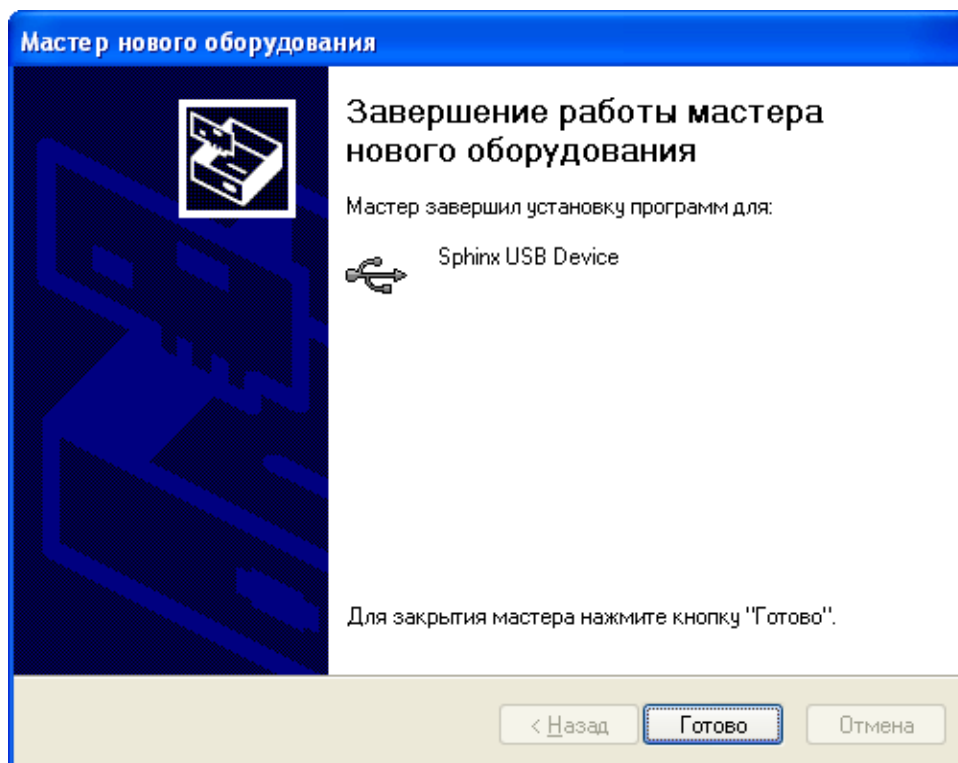 Мастер нового оборудования
Завершение работы мастера
нового оборудования
Мастер завершил установку программ для:
Sphinx USB Device
Для закрытия мастера нажмите кнопку "Готово".
< Назад
Готово
Отмена